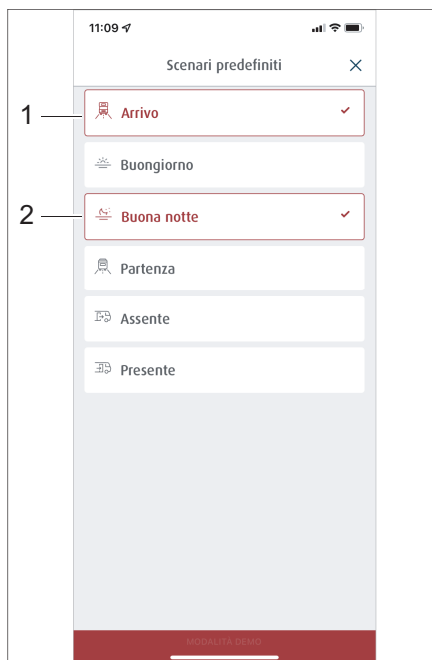 11:09
Scenari predefiniti
1
Arrivo
Buongiorno
2
Buona notte
Partenza
Assente
Presente
MODALITÀ DEMO